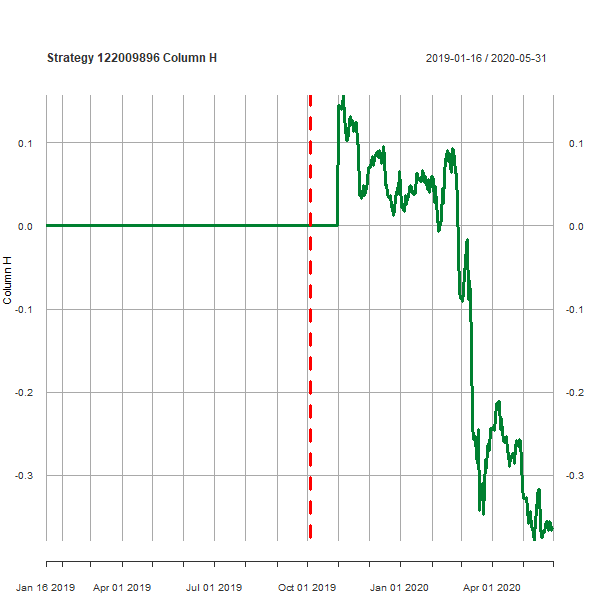 Strategy 122009896 Column H
2019-01-16 / 2020-05-31
0.1
0.1
0.0
0.0
-0.1
-0.1
-0.2
-0.2
-0.3
-0.3
Column H
Jan 16 2019
Apr 01 2019
Jul 01 2019
Oct 01 2019
Jan 01 2020
Apr 01 2020